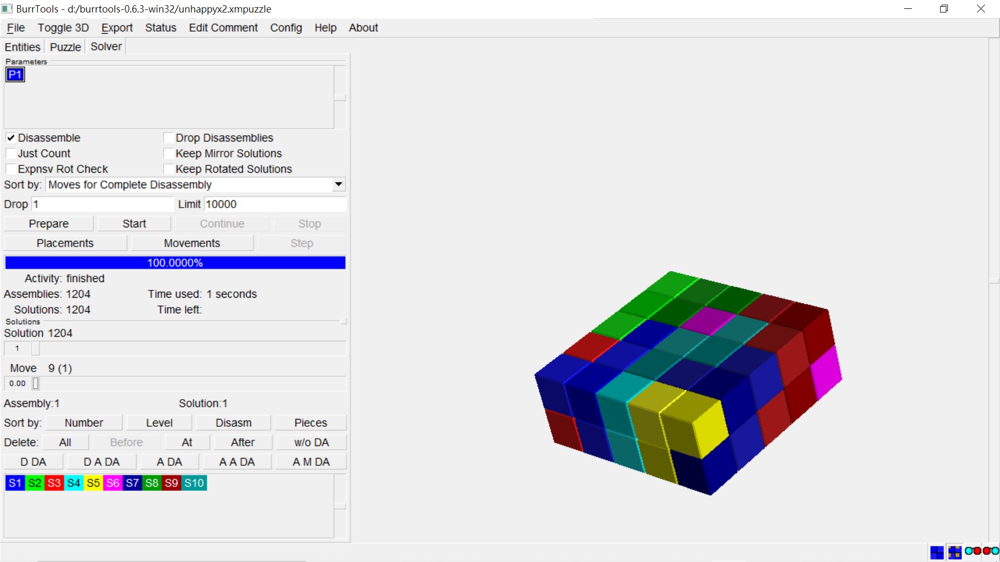 BurrTools - d:/burrtools-0.6.3-win32/unhappyx2.xmpuzzle
File Toggle 3D Export Status Edit Comment Config Help About
Entities Puzzle Solver
Parameters
P1
Disassemble Drop Disassemblies
Just Count Keep Mirror Solutions
Expnsv Rot Check Keep Rotated Solutions
Sort by: Moves for Complete Disassembly
Drop 1 Limit 10000
Prepare Start Continue Stop
Placements Movements Step
100.0000%
Activity: finished
Assemblies: 1204 Time used: 1 seconds
Solutions: 1204 Time left:
Solutions
Solution 1204
1
Move 9 (1)
0.00
Assembly:1 Solution:1
Sort by: Number Level Disasm Pieces
Delete: All Before At After w/o DA
D DA D A DA A DA A A DA A M DA
S1 S2 S3 S4 S5 S6 S7 S8 S9 S10